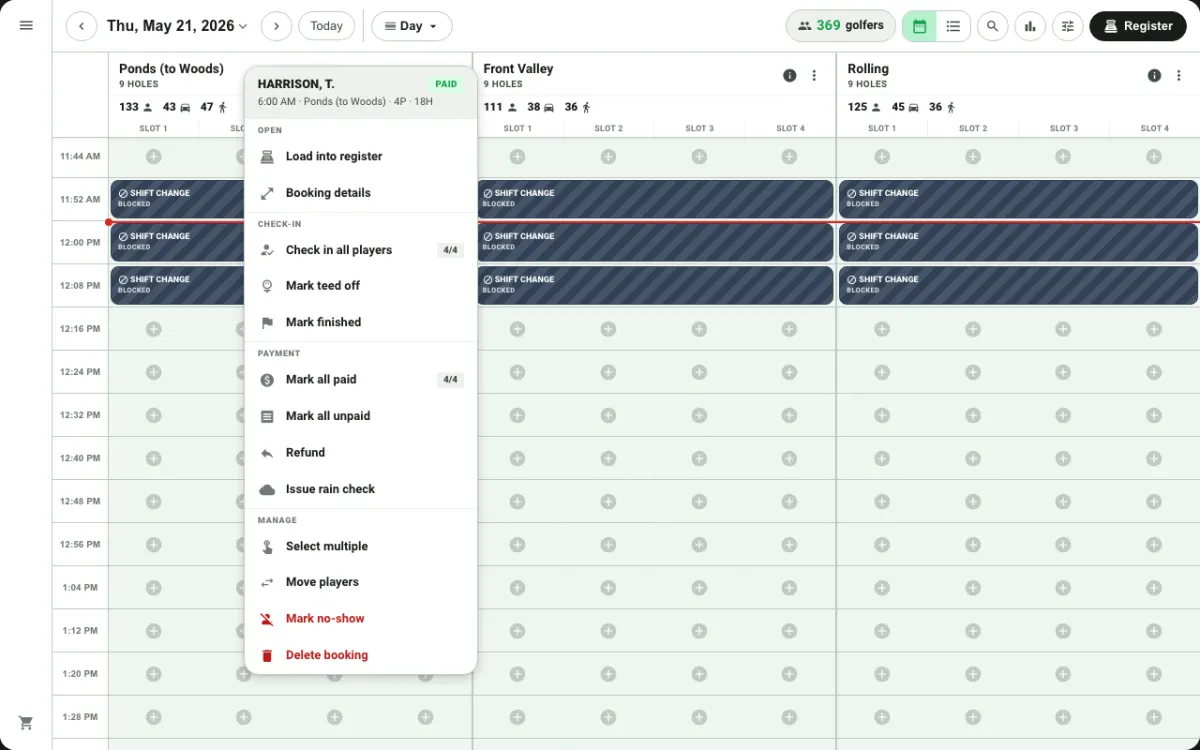 Thu, May 21, 2026
Today
Day
369 golfers
Register
Ponds (to Woods)
9 HOLES
133 43 47
SLOT 1
Front Valley
9 HOLES
111 38 36
SLOT 1 SLOT 2 SLOT 3 SLOT 4
Rolling
9 HOLES
125 45 36
SLOT 1 SLOT 2 SLOT 3 SLOT 4
HARRISON, T. PAID
6:00 AM · Ponds (to Woods) · 4P · 18H
OPEN
Load into register
Booking details
CHECK-IN
Check in all players 4/4
Mark teed off
Mark finished
PAYMENT
Mark all paid 4/4
Mark all unpaid
Refund
Issue rain check
MANAGE
Select multiple
Move players
Mark no-show
Delete booking
11:44 AM
11:52 AM
SHIFT CHANGE
BLOCKED
SHIFT CHANGE
BLOCKED
SHIFT CHANGE
BLOCKED
12:00 PM
SHIFT CHANGE
BLOCKED
SHIFT CHANGE
BLOCKED
SHIFT CHANGE
BLOCKED
12:08 PM
SHIFT CHANGE
BLOCKED
SHIFT CHANGE
BLOCKED
SHIFT CHANGE
BLOCKED
12:16 PM
12:24 PM
12:32 PM
12:40 PM
12:48 PM
12:56 PM
1:04 PM
1:12 PM
1:20 PM
1:28 PM